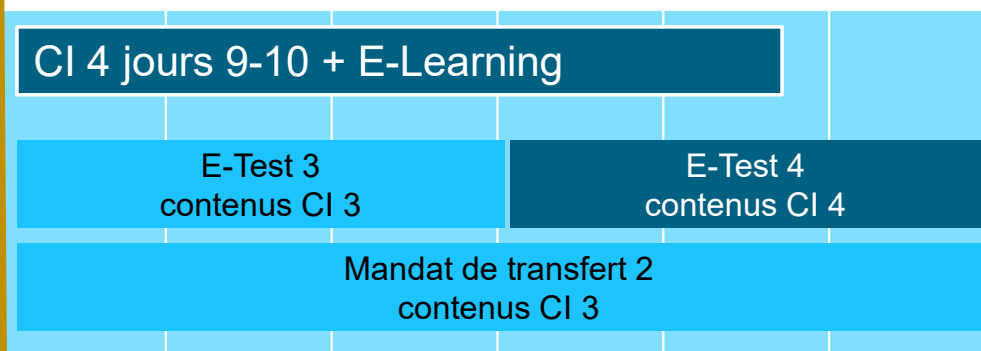 CI 4 jours 9-10 + E-Learning
E-Test 3
contenus CI 3
E-Test 4
contenus CI 4
Mandat de transfert 2
contenus CI 3